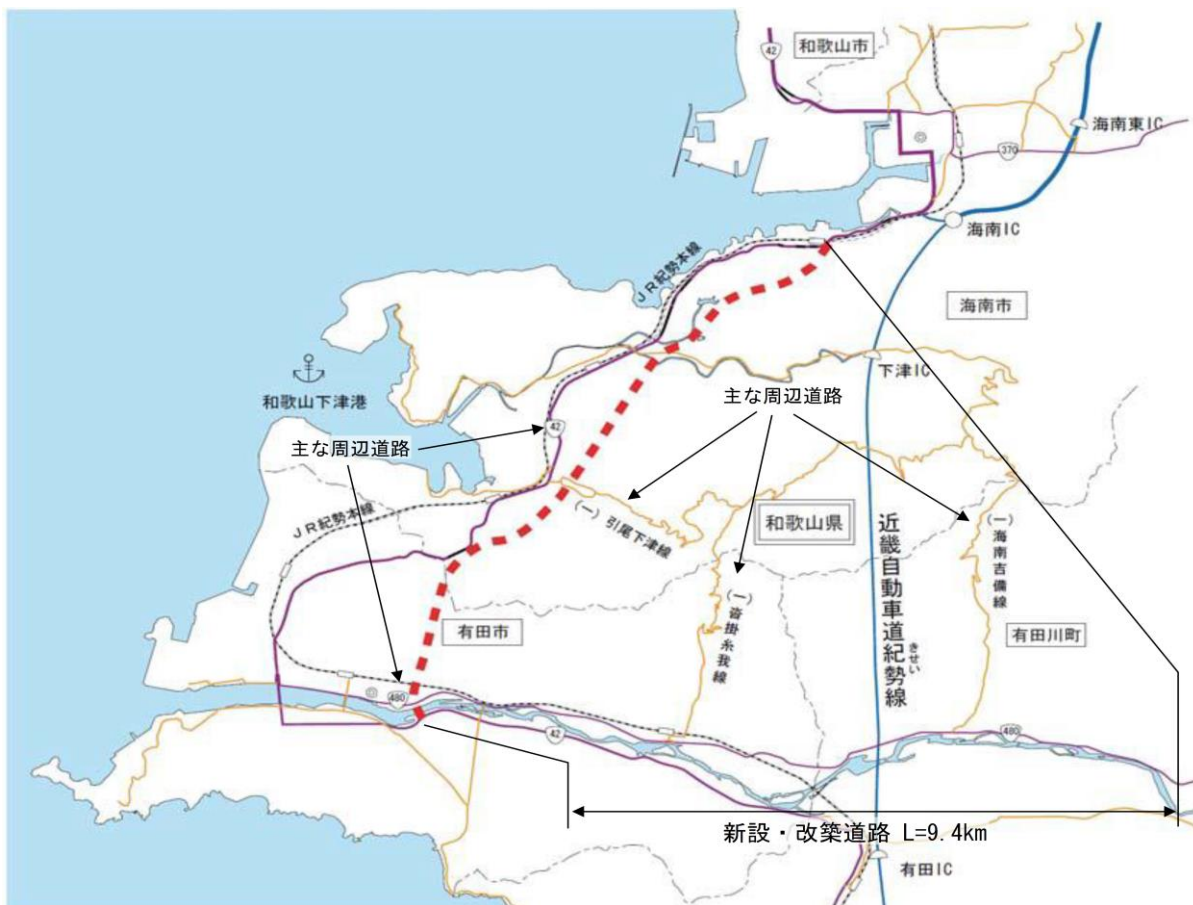 42
和歌山市
海南東IC
370
海南IC
JR紀勢本線
海南市
和歌山下津港
下津IC
主な周辺道路
主な周辺道路
42
(一)引尾下津線
和歌山県
近畿自動車道紀勢線
きせい
(一)海南吉備線
JR紀勢本線
(一)沓掛糸我線
有田市
有田川町
480
42
480
新設・改築道路 L=9.4km
有田IC